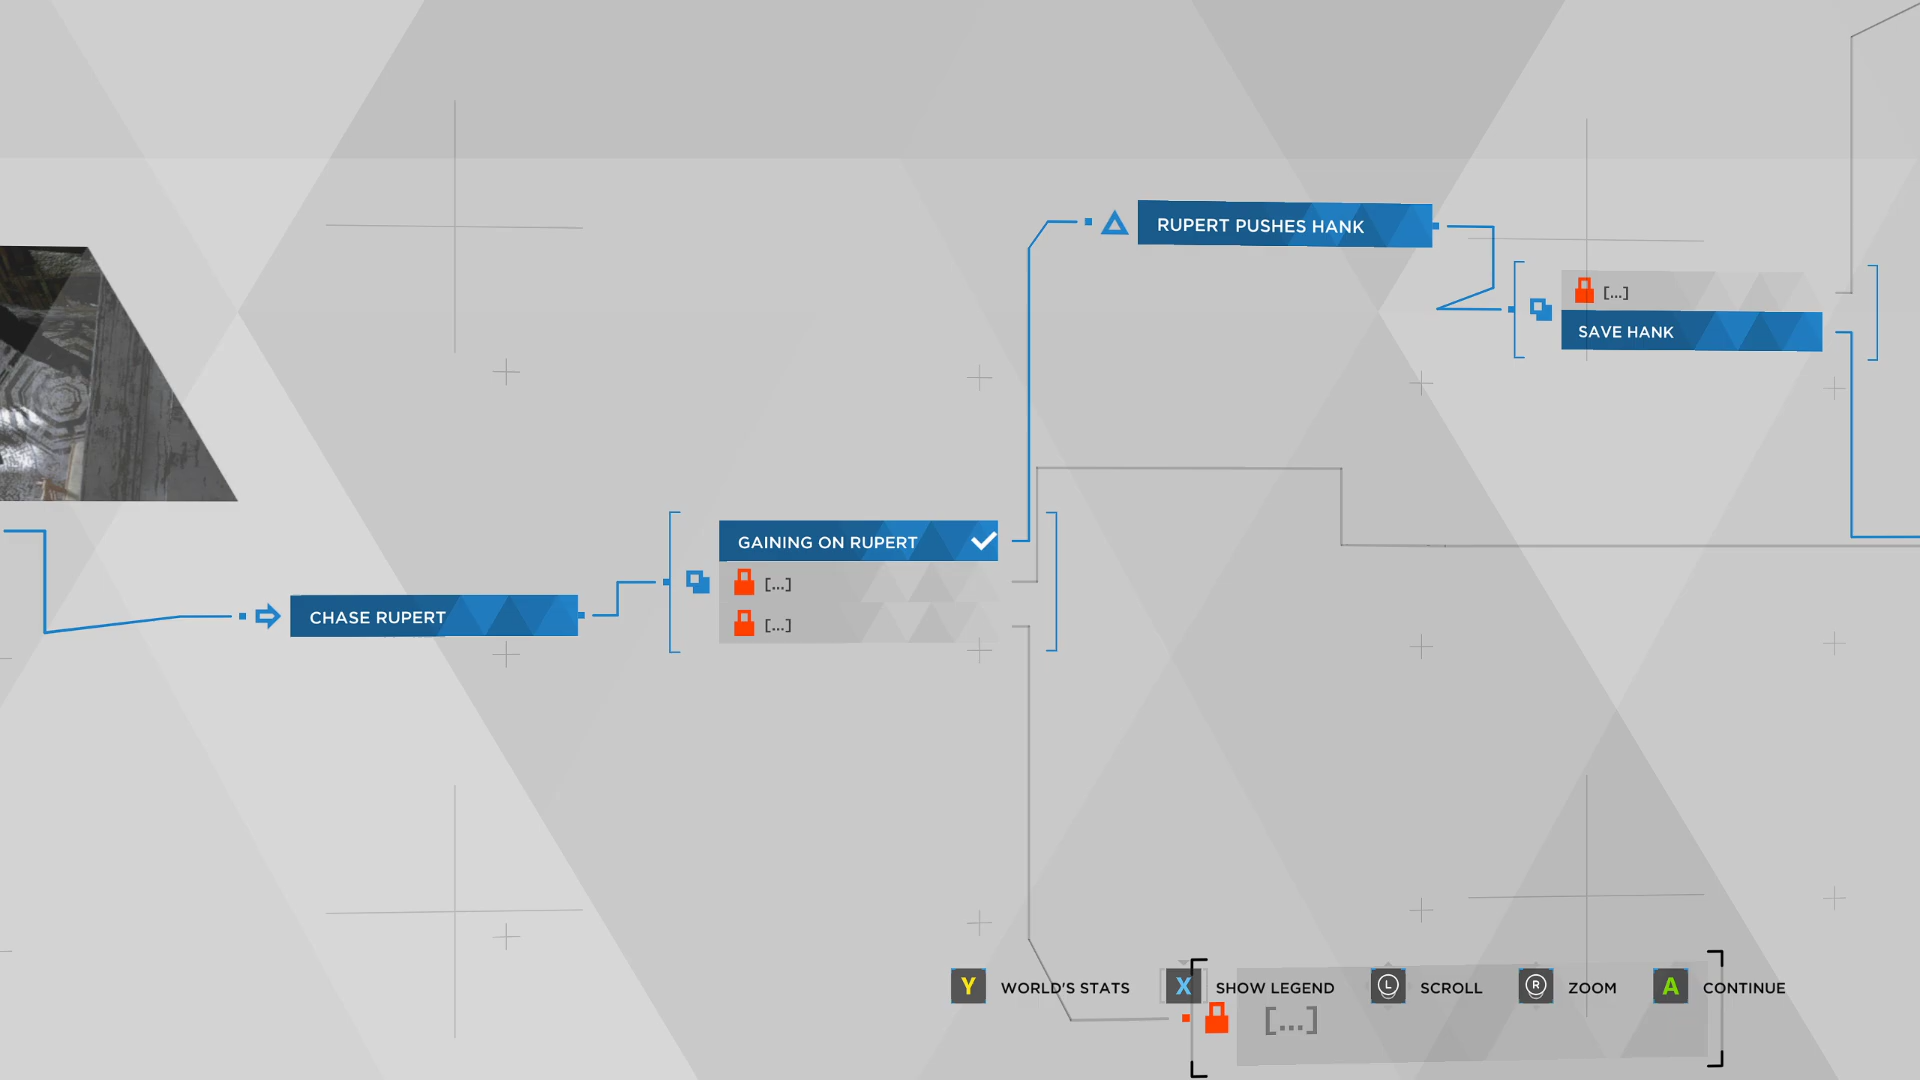 RUPERT PUSHES HANK
[...]
SAVE HANK
GAINING ON RUPERT
[...]
[...]
CHASE RUPERT
Y WORLD'S STATS X SHOW LEGEND L SCROLL R ZOOM A CONTINUE
[...]